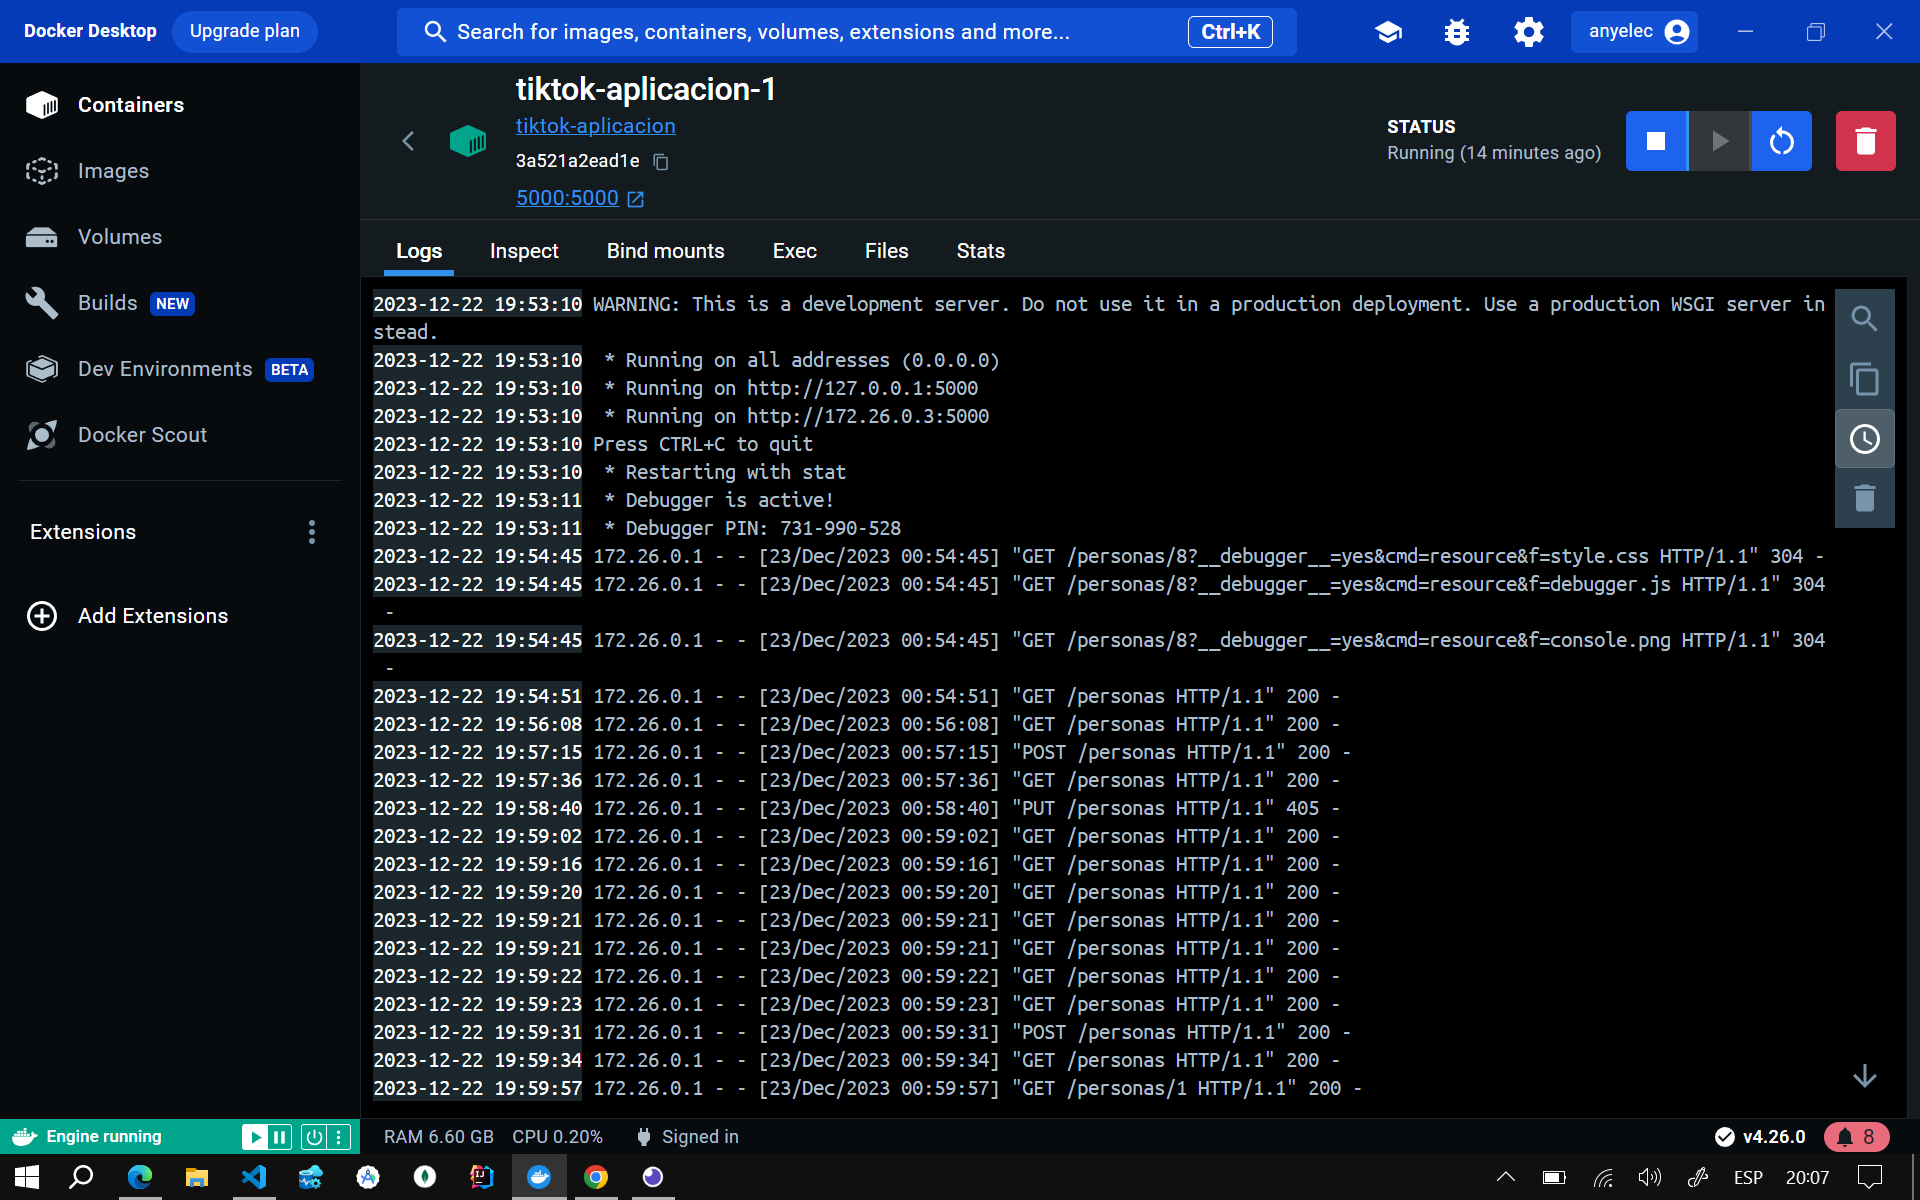 Docker Desktop Upgrade plan Search for images, containers, volumes, extensions and more... Ctrl+K anyelec
Containers
Images
Volumes
Builds NEW
Dev Environments BETA
Docker Scout
Extensions
Add Extensions
tiktok-aplicacion-1
tiktok-aplicacion
3a521a2ead1e
5000:5000
STATUS
Running (14 minutes ago)
Logs Inspect Bind mounts Exec Files Stats
2023-12-22 19:53:10 WARNING: This is a development server. Do not use it in a production deployment. Use a production WSGI server in
stead.
2023-12-22 19:53:10 * Running on all addresses (0.0.0.0)
2023-12-22 19:53:10 * Running on http://127.0.0.1:5000
2023-12-22 19:53:10 * Running on http://172.26.0.3:5000
2023-12-22 19:53:10 Press CTRL+C to quit
2023-12-22 19:53:10 * Restarting with stat
2023-12-22 19:53:11 * Debugger is active!
2023-12-22 19:53:11 * Debugger PIN: 731-990-528
2023-12-22 19:54:45 172.26.0.1 - - [23/Dec/2023 00:54:45] "GET /personas/8?__debugger__=yes&cmd=resource&f=style.css HTTP/1.1" 304 -
2023-12-22 19:54:45 172.26.0.1 - - [23/Dec/2023 00:54:45] "GET /personas/8?__debugger__=yes&cmd=resource&f=debugger.js HTTP/1.1" 304
-
2023-12-22 19:54:45 172.26.0.1 - - [23/Dec/2023 00:54:45] "GET /personas/8?__debugger__=yes&cmd=resource&f=console.png HTTP/1.1" 304
-
2023-12-22 19:54:51 172.26.0.1 - - [23/Dec/2023 00:54:51] "GET /personas HTTP/1.1" 200 -
2023-12-22 19:56:08 172.26.0.1 - - [23/Dec/2023 00:56:08] "GET /personas HTTP/1.1" 200 -
2023-12-22 19:57:15 172.26.0.1 - - [23/Dec/2023 00:57:15] "POST /personas HTTP/1.1" 200 -
2023-12-22 19:57:36 172.26.0.1 - - [23/Dec/2023 00:57:36] "GET /personas HTTP/1.1" 200 -
2023-12-22 19:58:40 172.26.0.1 - - [23/Dec/2023 00:58:40] "PUT /personas HTTP/1.1" 405 -
2023-12-22 19:59:02 172.26.0.1 - - [23/Dec/2023 00:59:02] "GET /personas HTTP/1.1" 200 -
2023-12-22 19:59:16 172.26.0.1 - - [23/Dec/2023 00:59:16] "GET /personas HTTP/1.1" 200 -
2023-12-22 19:59:20 172.26.0.1 - - [23/Dec/2023 00:59:20] "GET /personas HTTP/1.1" 200 -
2023-12-22 19:59:21 172.26.0.1 - - [23/Dec/2023 00:59:21] "GET /personas HTTP/1.1" 200 -
2023-12-22 19:59:21 172.26.0.1 - - [23/Dec/2023 00:59:21] "GET /personas HTTP/1.1" 200 -
2023-12-22 19:59:22 172.26.0.1 - - [23/Dec/2023 00:59:22] "GET /personas HTTP/1.1" 200 -
2023-12-22 19:59:23 172.26.0.1 - - [23/Dec/2023 00:59:23] "GET /personas HTTP/1.1" 200 -
2023-12-22 19:59:31 172.26.0.1 - - [23/Dec/2023 00:59:31] "POST /personas HTTP/1.1" 200 -
2023-12-22 19:59:34 172.26.0.1 - - [23/Dec/2023 00:59:34] "GET /personas HTTP/1.1" 200 -
2023-12-22 19:59:57 172.26.0.1 - - [23/Dec/2023 00:59:57] "GET /personas/1 HTTP/1.1" 200 -
Engine running RAM 6.60 GB CPU 0.20% Signed in v4.26.0 8
ESP 20:07